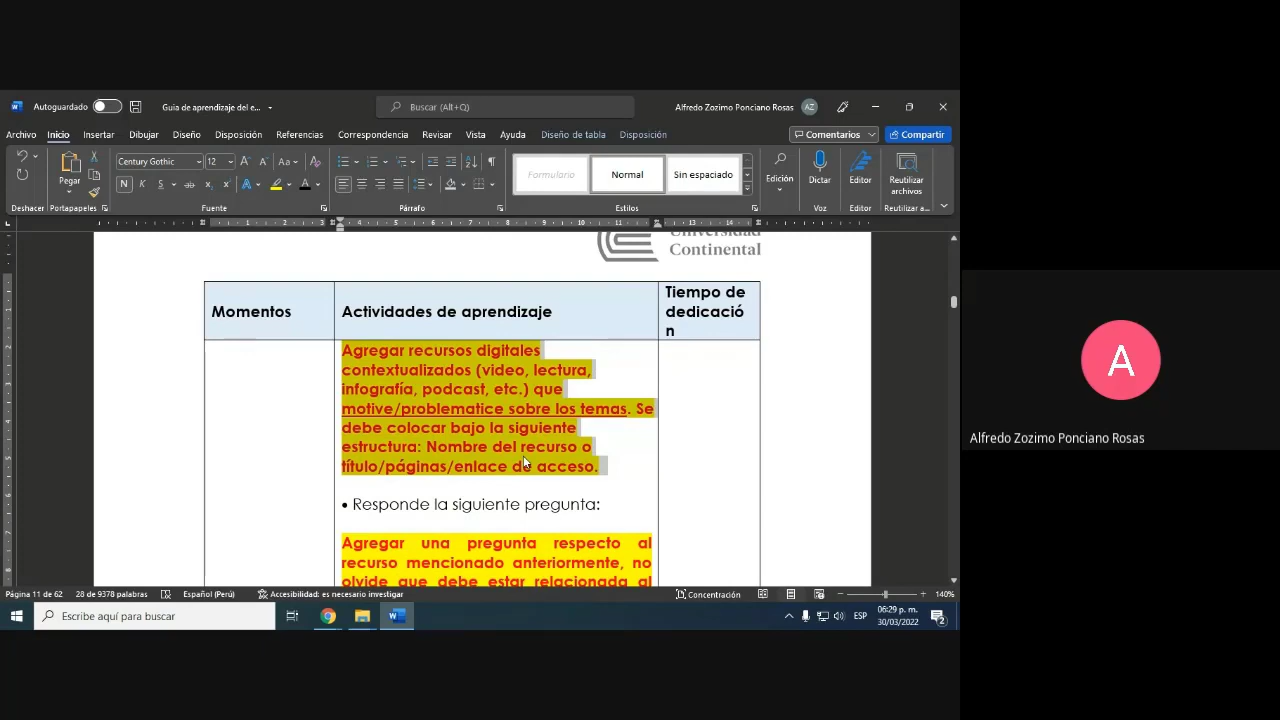 Autoguardado
Guia de aprendizaje del e...
Buscar (Alt+Q)
Alfredo Zozimo Ponciano Rosas
AZ
Archivo Inicio Insertar Dibujar Diseño Disposición Referencias Correspondencia Revisar Vista Ayuda Diseño de tabla Disposición
Comentarios
Compartir
Pegar
Century Gothic 12
Formulario
Normal
Sin espaciado
Edición
Dictar
Editor
Reutilizar
archivos
Deshacer Portapapeles Fuente Párrafo Estilos Voz Editor Reutilizar a...
Universidad
Continental
Momentos
Actividades de aprendizaje
Tiempo de
dedicació
n
Agregar recursos digitales
contextualizados (video, lectura,
infografía, podcast, etc.) que
motive/problematice sobre los temas. Se
debe colocar bajo la siguiente
estructura: Nombre del recurso o
título/páginas/enlace de acceso.
• Responde la siguiente pregunta:
Agregar una pregunta respecto al
recurso mencionado anteriormente, no
olvide que debe estar relacionada al
Página 11 de 62 28 de 9378 palabras Español (Perú) Accesibilidad: es necesario investigar Concentración 140%
Escribe aquí para buscar
ESP
06:29 p. m.
30/03/2022
2
A
Alfredo Zozimo Ponciano Rosas